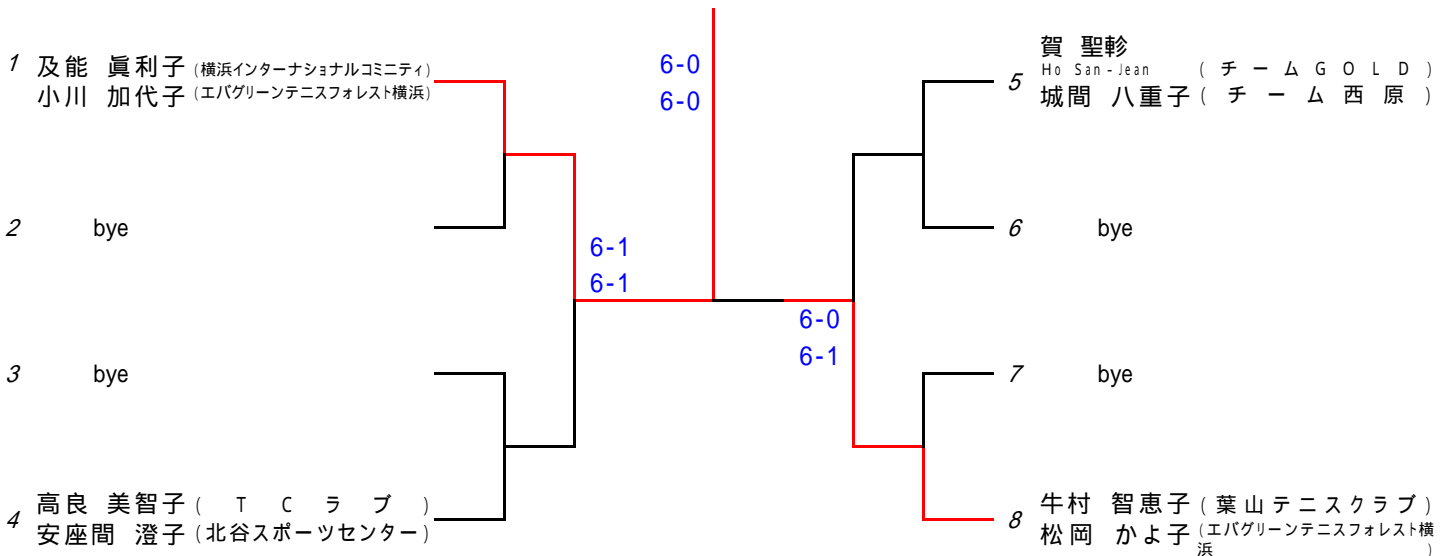 1 及能 眞利子 (横浜インターナショナルコミニティ)
小川 加代子 (エバグリーンテニスフォレスト横浜)
2 bye
3 bye
4 高良 美智子 ( T C ラ ブ )
安座間 澄子 (北谷スポーツセンター)
6-1
6-1
6-0
6-0
6-0
6-1
5 賀 聖軫
Ho San-Jean ( チ ー ム G O L D )
城間 八重子 ( チ ー ム 西 原 )
6 bye
7 bye
8 牛村 智恵子 (葉山テニスクラブ)
松岡 かよ子 (エバグリーンテニスフォレスト横
浜 )